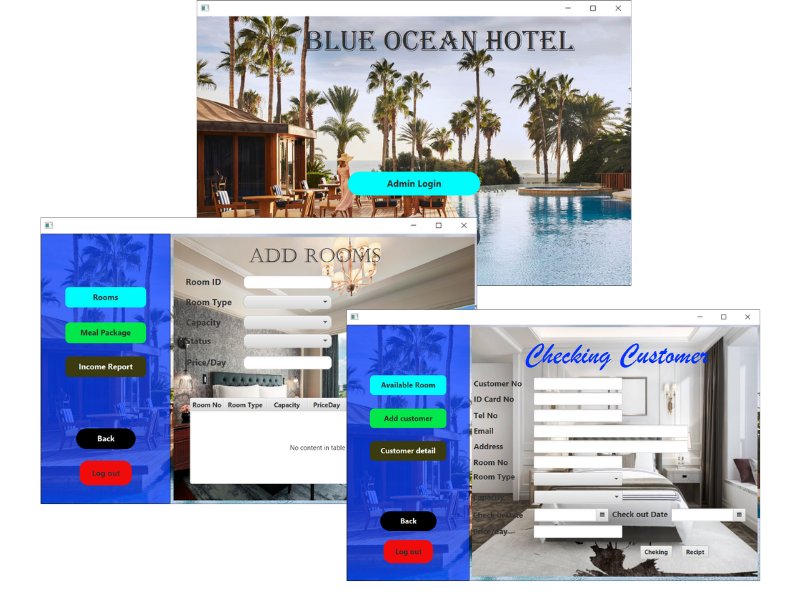 BLUE OCEAN HOTEL
Admin Login
ADD ROOMS
Rooms
Meal Package
Income Report
Back
Log out
Room ID
Room Type
Capacity
Status
Price/Day
Room No Room Type Capacity PriceDay
No content in table
Checking Customer
Available Room
Add customer
Customer detail
Back
Log out
Customer No
ID Card No
Tel No
Email
Address
Room No
Room Type
Capacity
Check in Date Check out Date
Price/day
Cheking Recipt